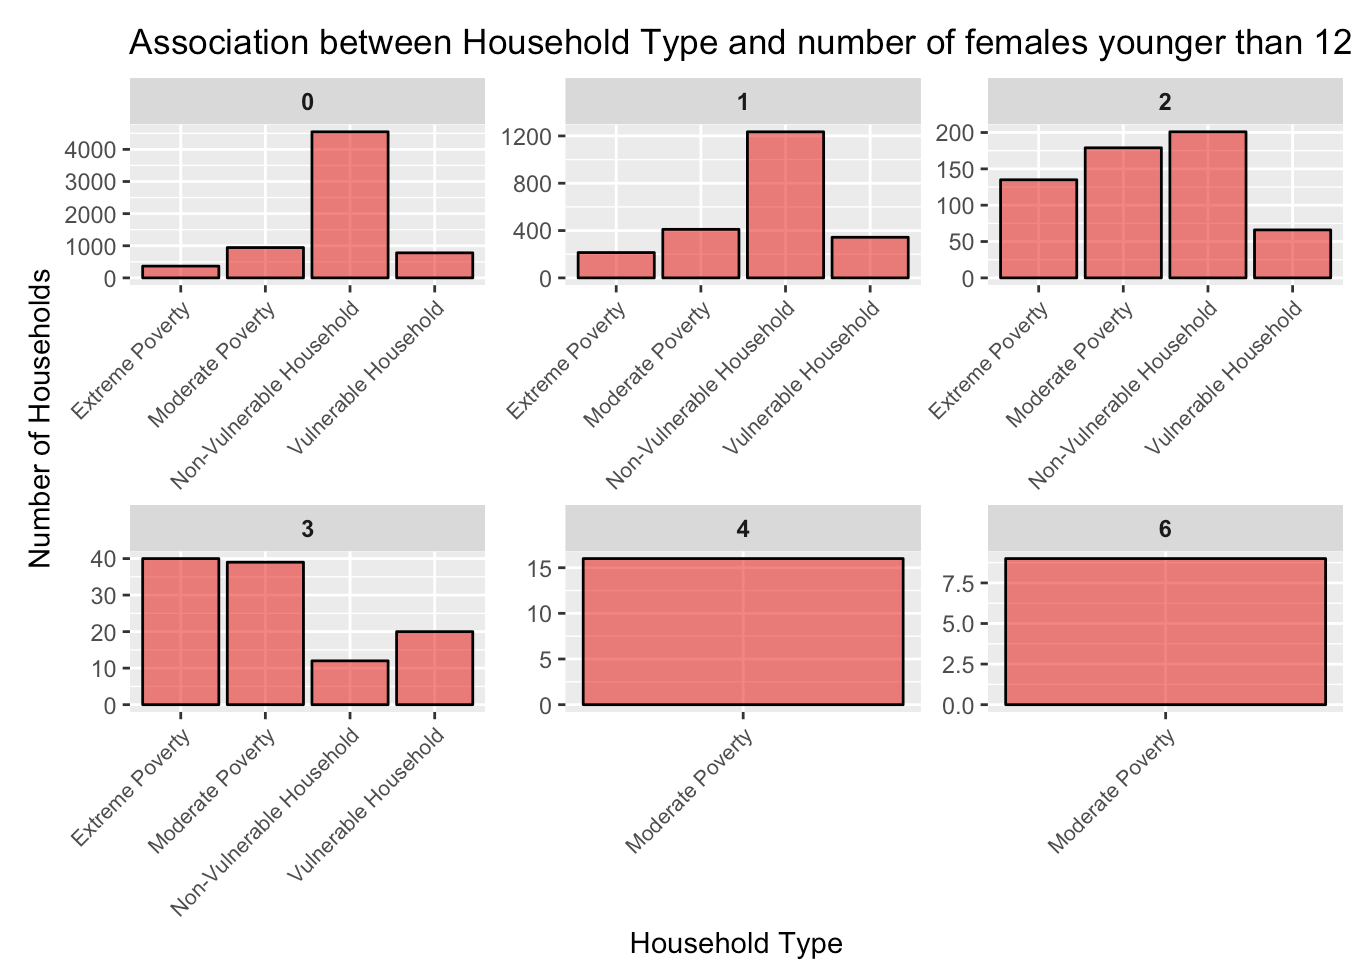 Association between Household Type and number of females younger than 12
Number of Households
0
4000
3000
2000
1000
0
Extreme Poverty
Moderate Poverty
Non-Vulnerable Household
Vulnerable Household
1
1200
800
400
0
Extreme Poverty
Moderate Poverty
Non-Vulnerable Household
Vulnerable Household
2
200
150
100
50
0
Extreme Poverty
Moderate Poverty
Non-Vulnerable Household
Vulnerable Household
3
40
30
20
10
0
Extreme Poverty
Moderate Poverty
Non-Vulnerable Household
Vulnerable Household
4
15
10
5
0
Moderate Poverty
6
7.5
5.0
2.5
0.0
Moderate Poverty
Household Type